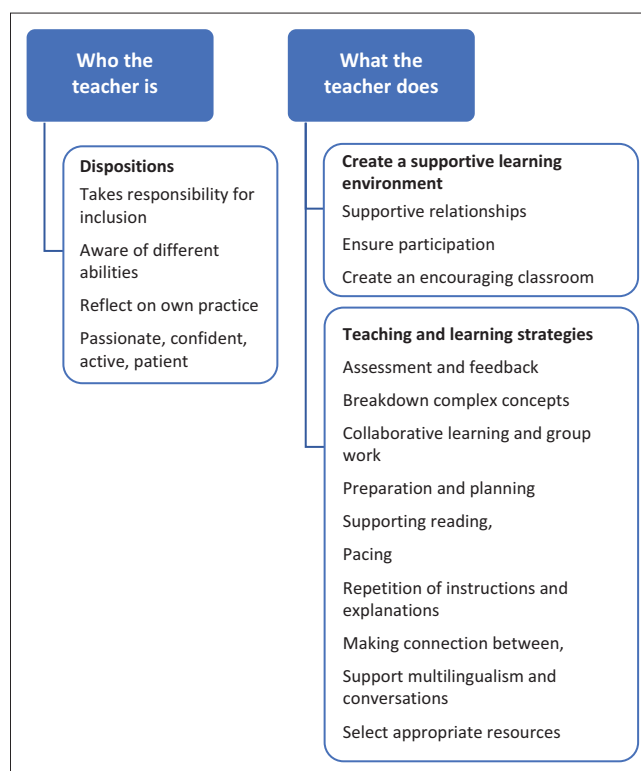 Who the
teacher is
What the
teacher does
Dispositions
Takes responsibility for
inclusion
Aware of different
abilities
Reflect on own practice
Passionate, confident,
active, patient
Create a supportive learning
environment
Supportive relationships
Ensure participation
Create an encouraging classroom
Teaching and learning strategies
Assessment and feedback
Breakdown complex concepts
Collaborative learning and group
work
Preparation and planning
Supporting reading,
Pacing
Repetition of instructions and
explanations
Making connection between,
Support multilingualism and
conversations
Select appropriate resources